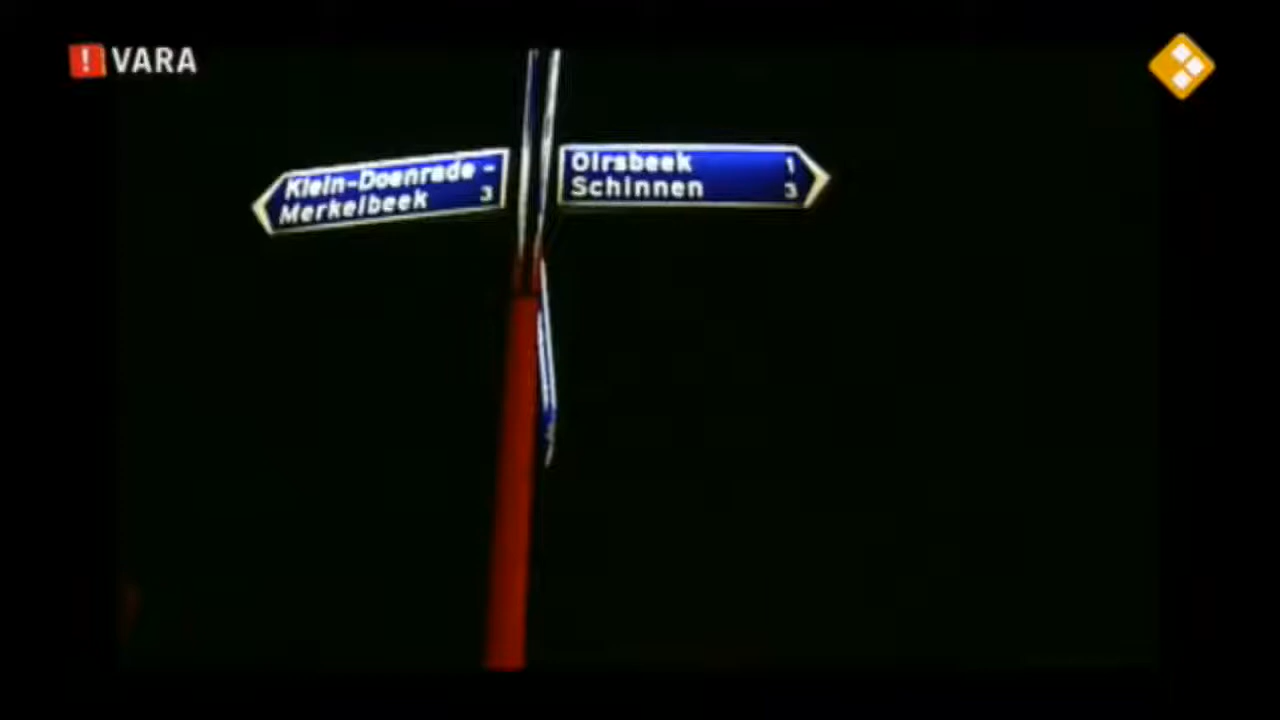 ! VARA
Klein-Doenrade -
Merkelbeek 3
Oirsbeek 1
Schinnen 3